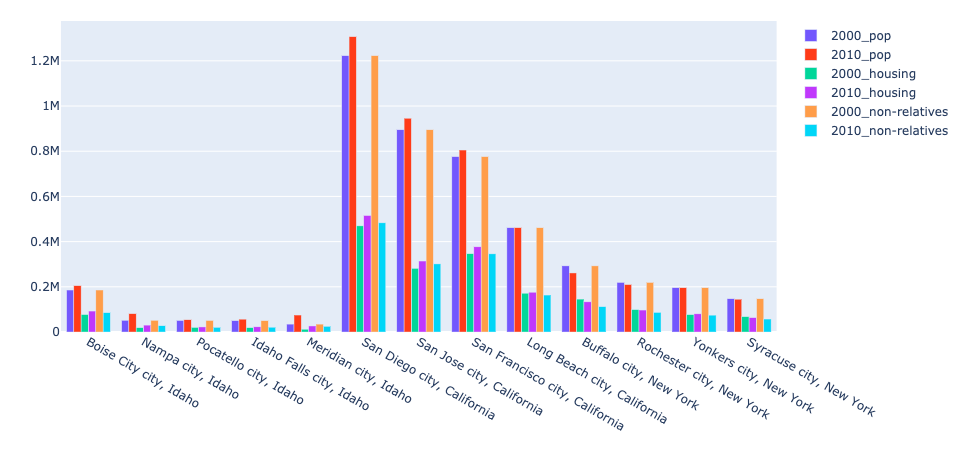 1.2M
1M
0.8M
0.6M
0.4M
0.2M
0
Boise City city, Idaho
Nampa city, Idaho
Pocatello city, Idaho
Idaho Falls city, Idaho
Meridian city, Idaho
San Diego city, California
San Jose city, California
San Francisco city, California
Long Beach city, California
Buffalo city, New York
Rochester city, New York
Yonkers city, New York
Syracuse city, New York
2000_pop
2010_pop
2000_housing
2010_housing
2000_non-relatives
2010_non-relatives